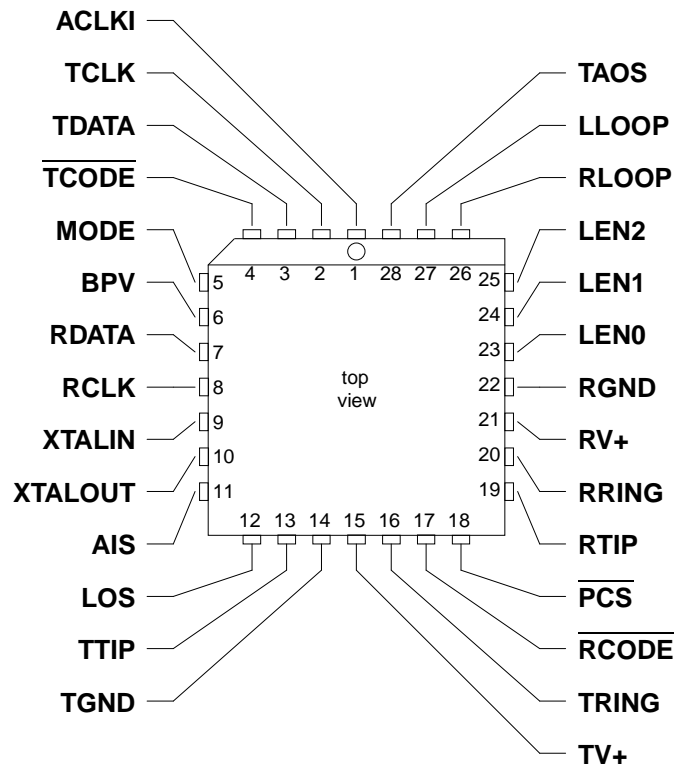 ACLKI
TCLK
TDATA
TCODE
MODE
BPV
RDATA
RCLK
XTALIN
XTALOUT
AIS
LOS
TTIP
TGND
TAOS
LLOOP
RLOOP
LEN2
LEN1
LEN0
RGND
RV+
RRING
RTIP
PCS
RCODE
TRING
TV+
4 3 2 1 28 27 26
5
6
7
8
9
10
11
25
24
23
22
21
20
19
top
view
12 13 14 15 16 17 18